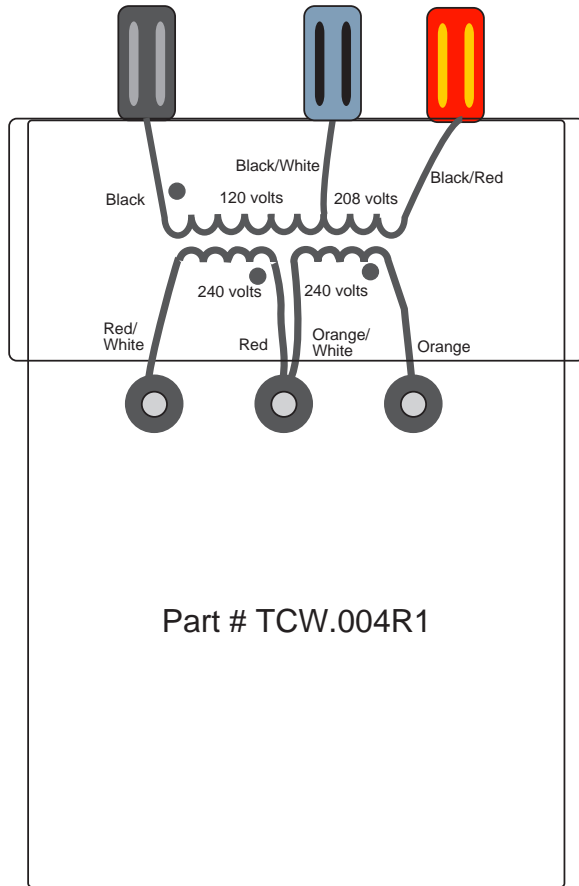 Black/White
Black/Red
Black
120 volts
208 volts
240 volts
240 volts
Red/
White
Red
Orange/
White
Orange
Part # TCW.004R1